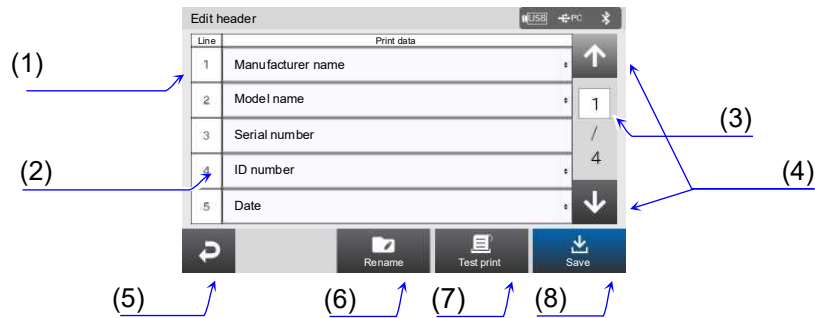 Edit header
USB PC
Line Print data
1 Manufacturer name
2 Model name
3 Serial number
4 ID number
5 Date
1
/
4
Rename
Test print
Save
(1)
(2)
(3)
(4)
(5)
(6)
(7)
(8)